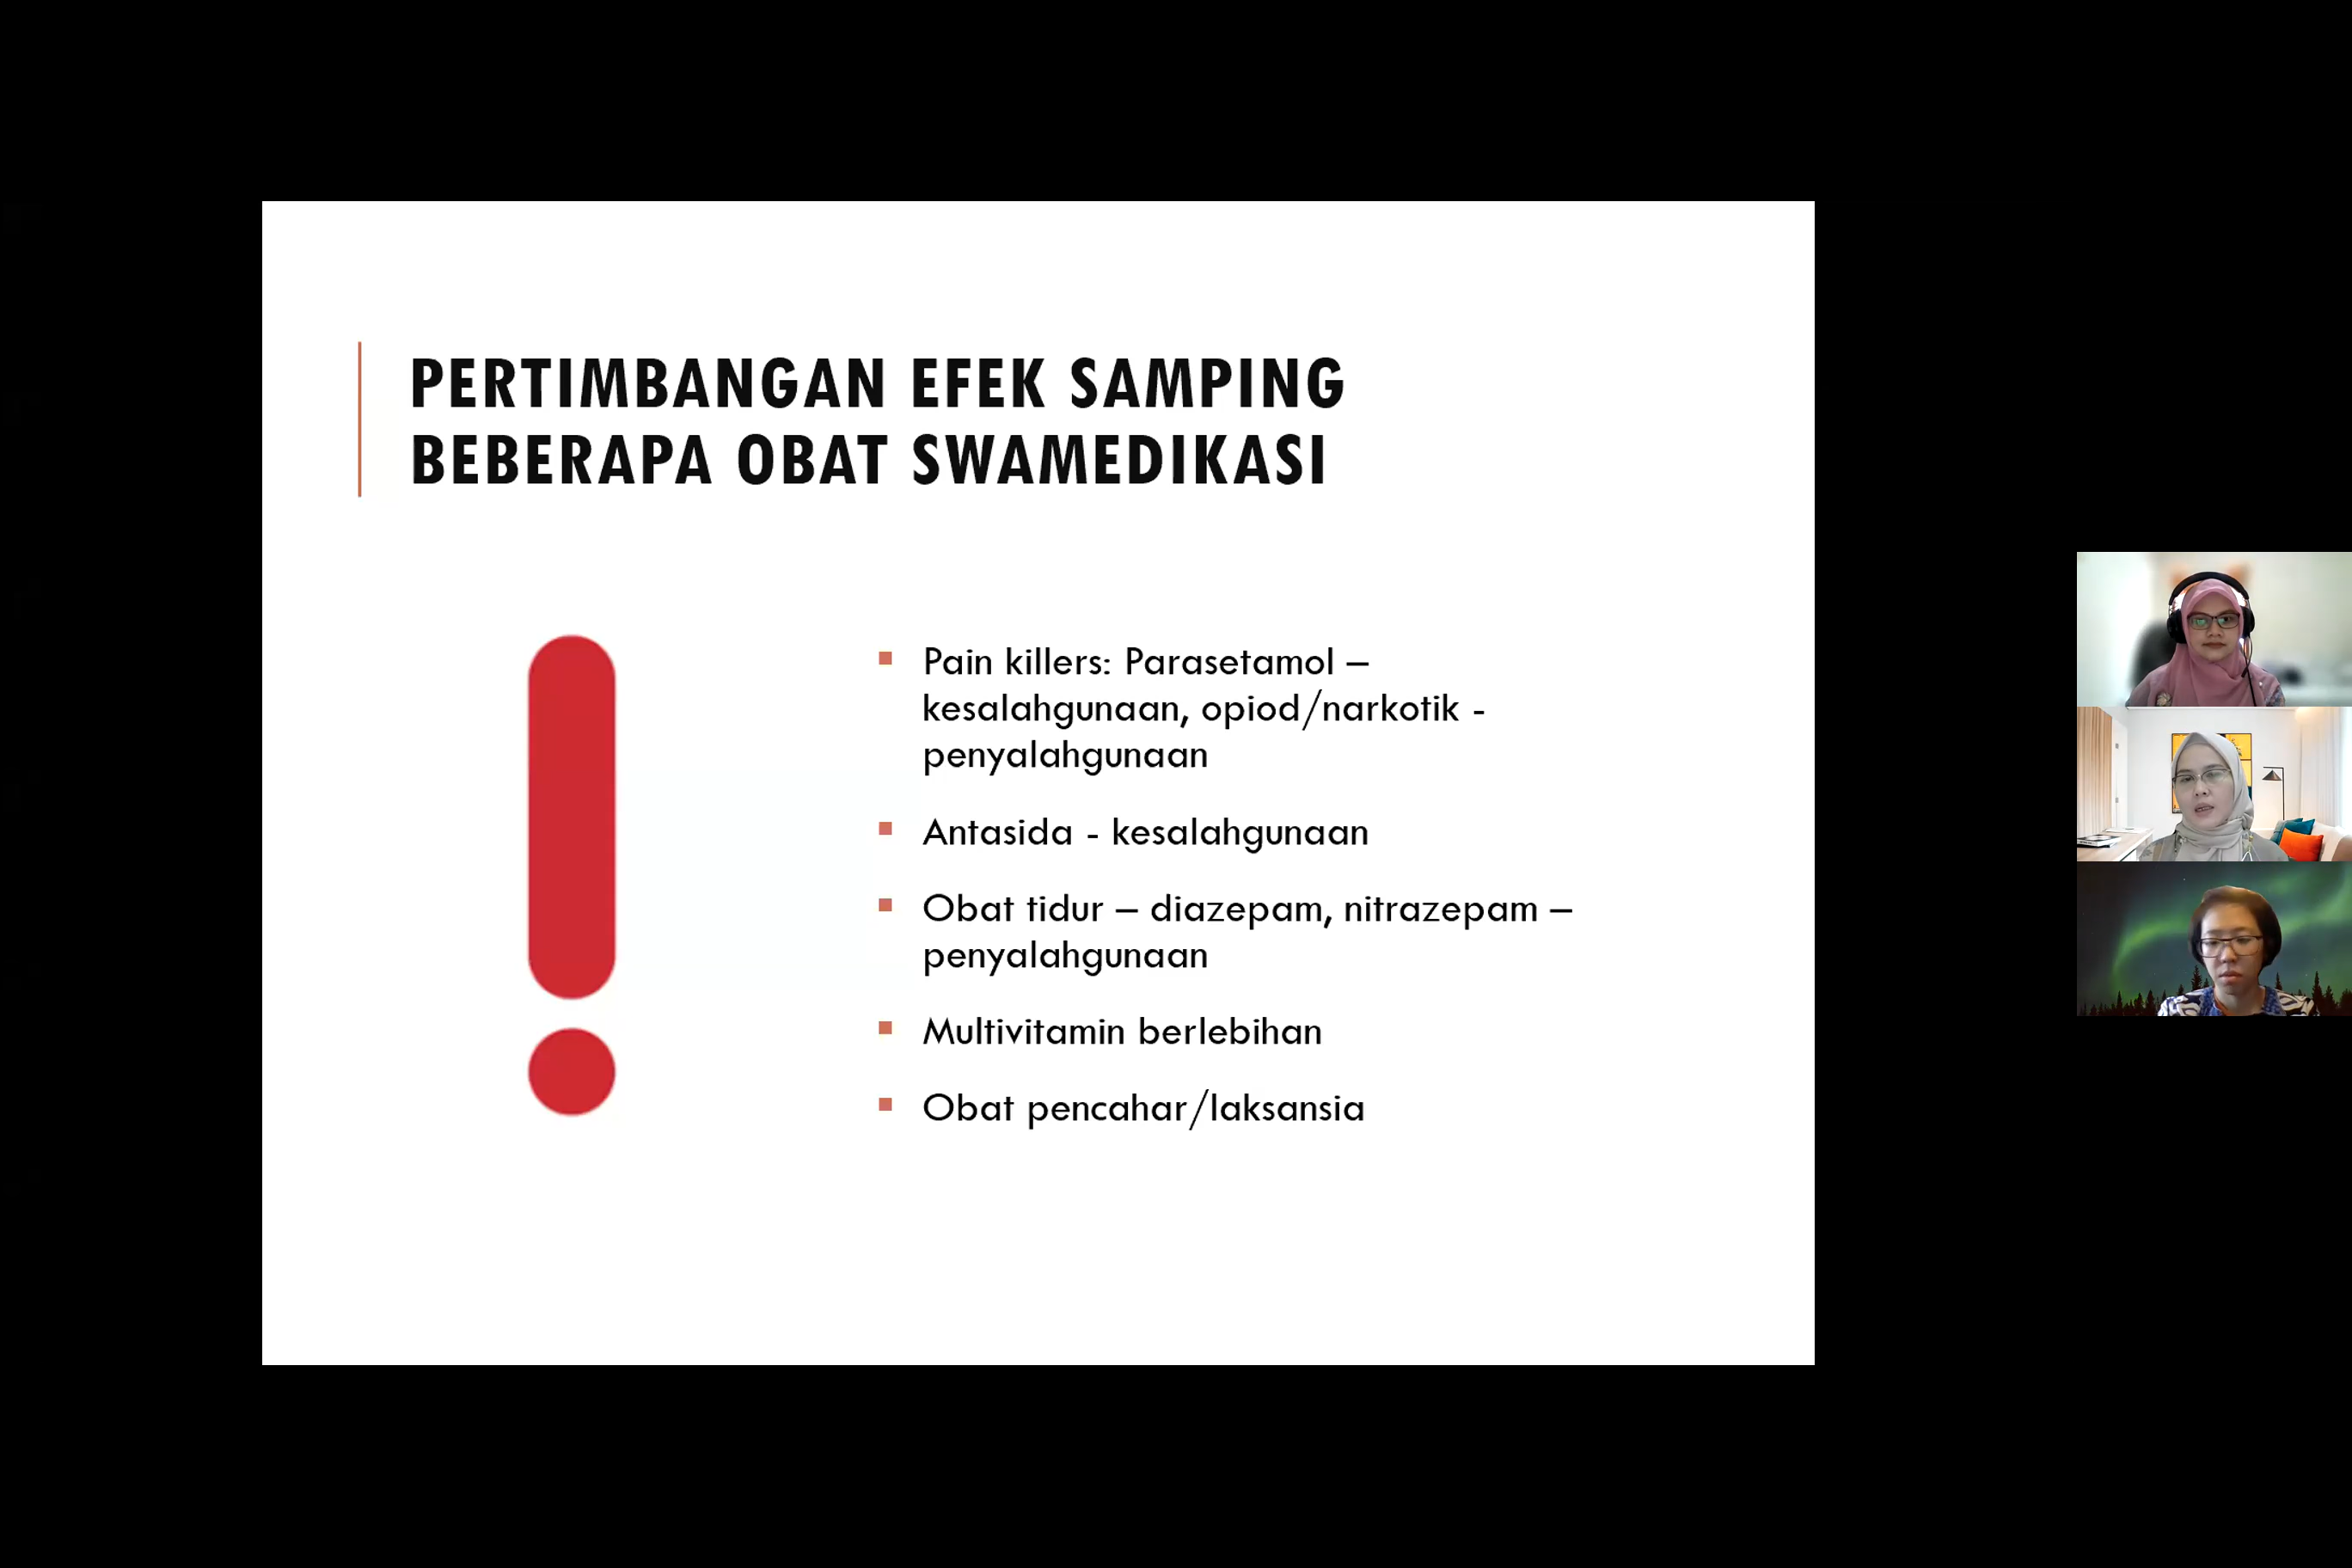 PERTIMBANGAN EFEK SAMPING
BEBERAPA OBAT SWAMEDIKASI
Pain killers: Parasetamol –
kesalahgunaan, opiod/narkotik -
penyalahgunaan
Antasida - kesalahgunaan
Obat tidur – diazepam, nitrazepam –
penyalahgunaan
Multivitamin berlebihan
Obat pencahar/laksansia